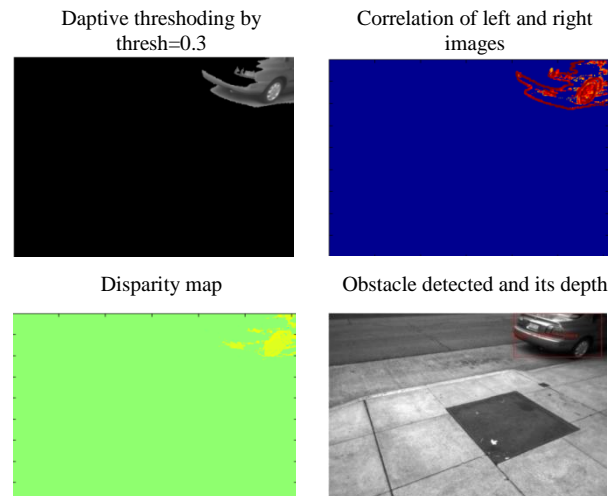 Daptive threshoding by
thresh=0.3
Correlation of left and right
images
Disparity map
Obstacle detected and its depth